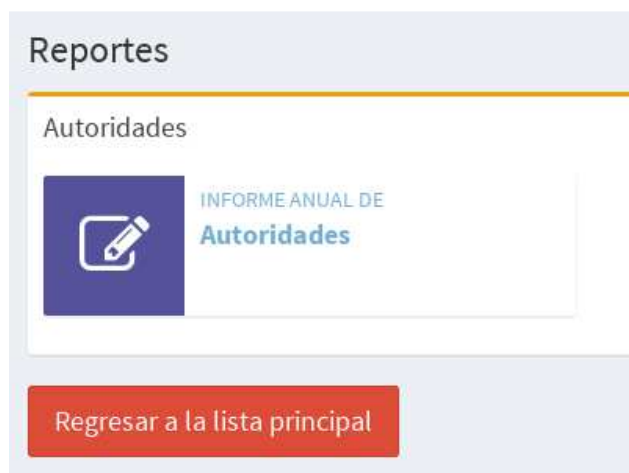 Reportes
Autoridades
INFORME ANUAL DE
Autoridades
Regresar a la lista principal